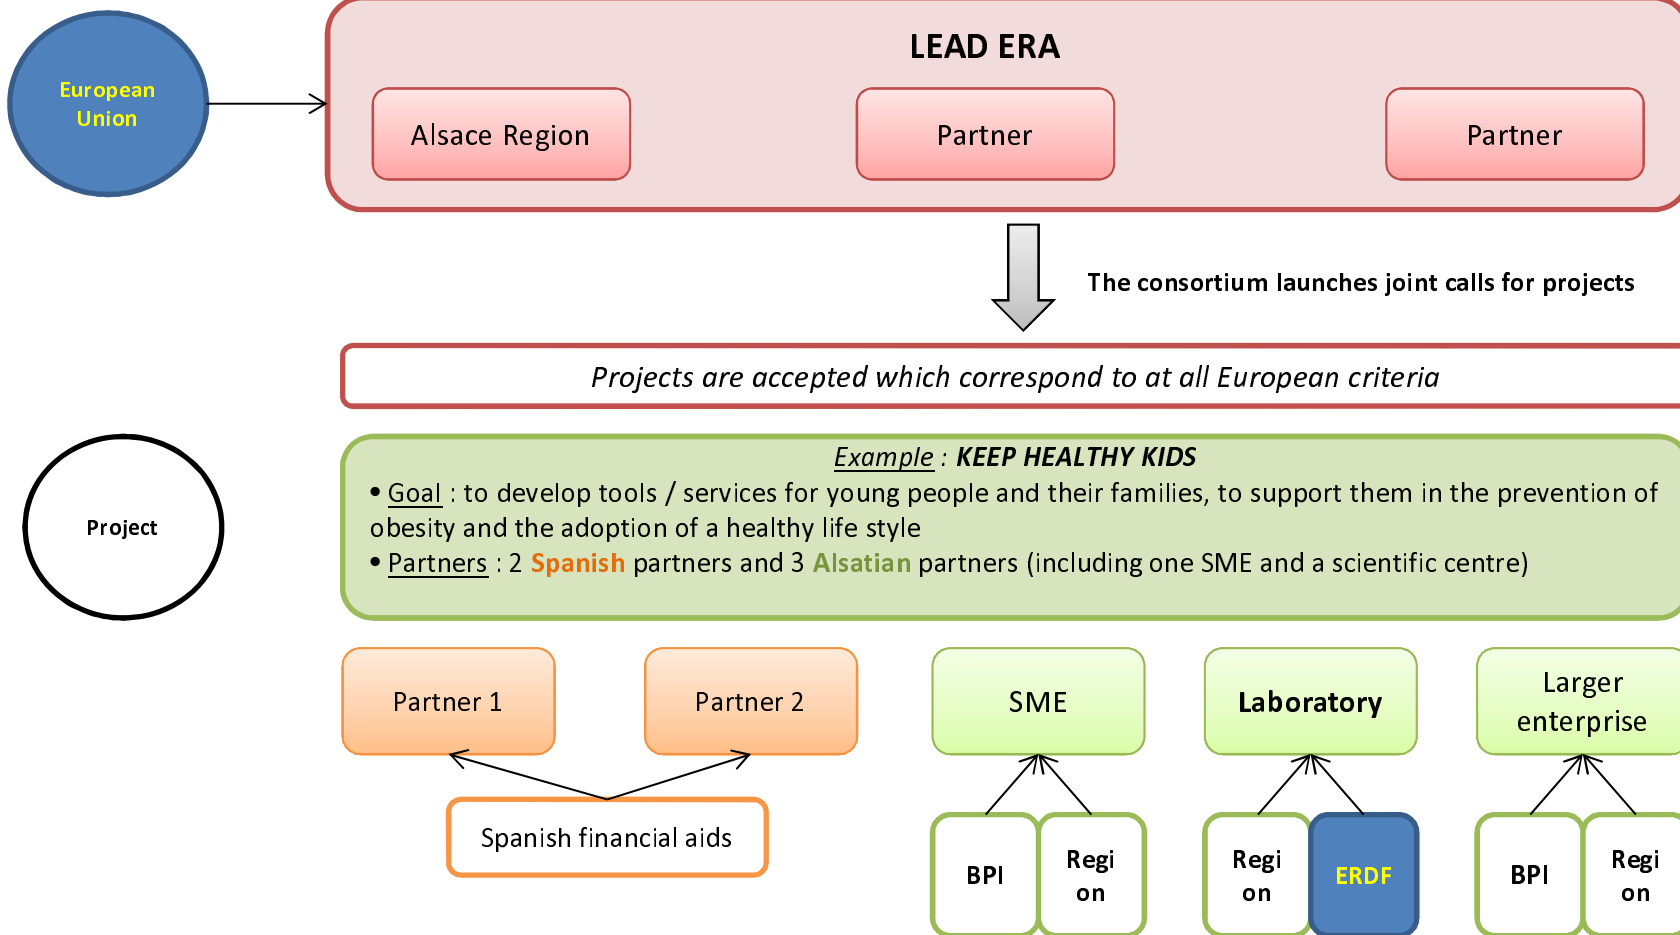 LEAD ERA
European
Union
Alsace Region
Partner
Partner
The consortium launches joint calls for projects
Projects are accepted which correspond to at all European criteria
Project
Example : KEEP HEALTHY KIDS
• Goal : to develop tools / services for young people and their families, to support them in the prevention of
obesity and the adoption of a healthy life style
• Partners : 2 Spanish partners and 3 Alsatian partners (including one SME and a scientific centre)
Partner 1
Partner 2
SME
Laboratory
Larger
enterprise
Spanish financial aids
BPI
Regi
on
Regi
on
ERDF
BPI
Regi
on